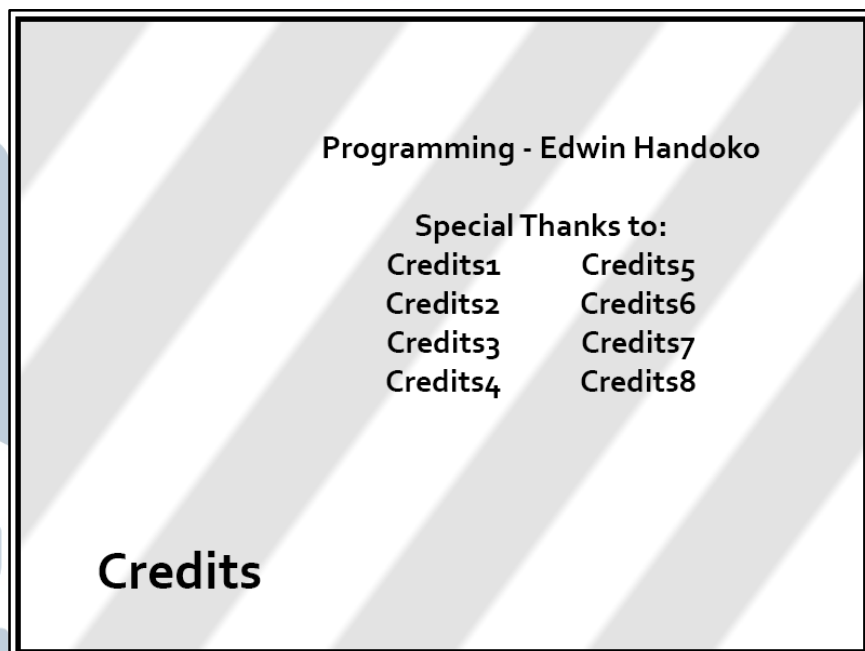 Programming - Edwin Handoko
Special Thanks to:
Credits1 Credits5
Credits2 Credits6
Credits3 Credits7
Credits4 Credits8
Credits